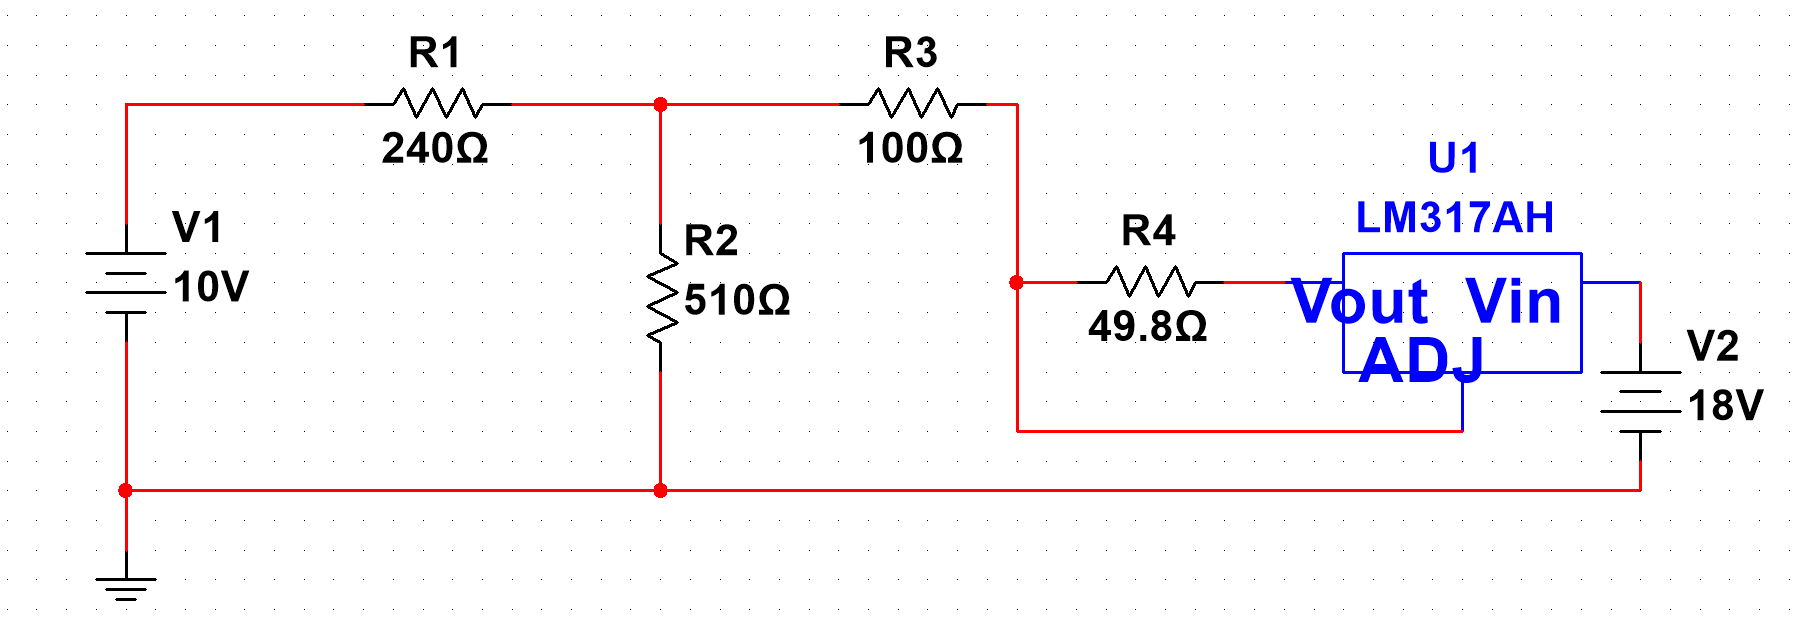 R1
240Ω
R3
100Ω
V1
10V
R2
510Ω
R4
49.8Ω
U1
LM317AH
Vout Vin
ADJ
V2
18V